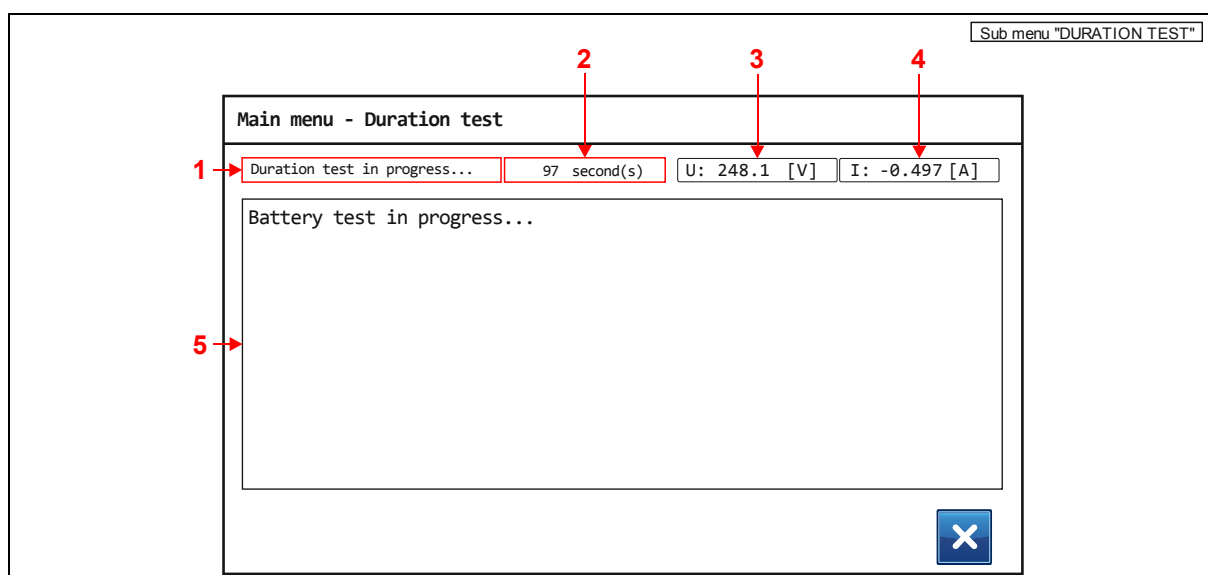 Sub menu "DURATION TEST"
2 3 4
Main menu - Duration test
1 Duration test in progress... 97 second(s) U: 248.1 [V] I: -0.497 [A]
Battery test in progress...
5